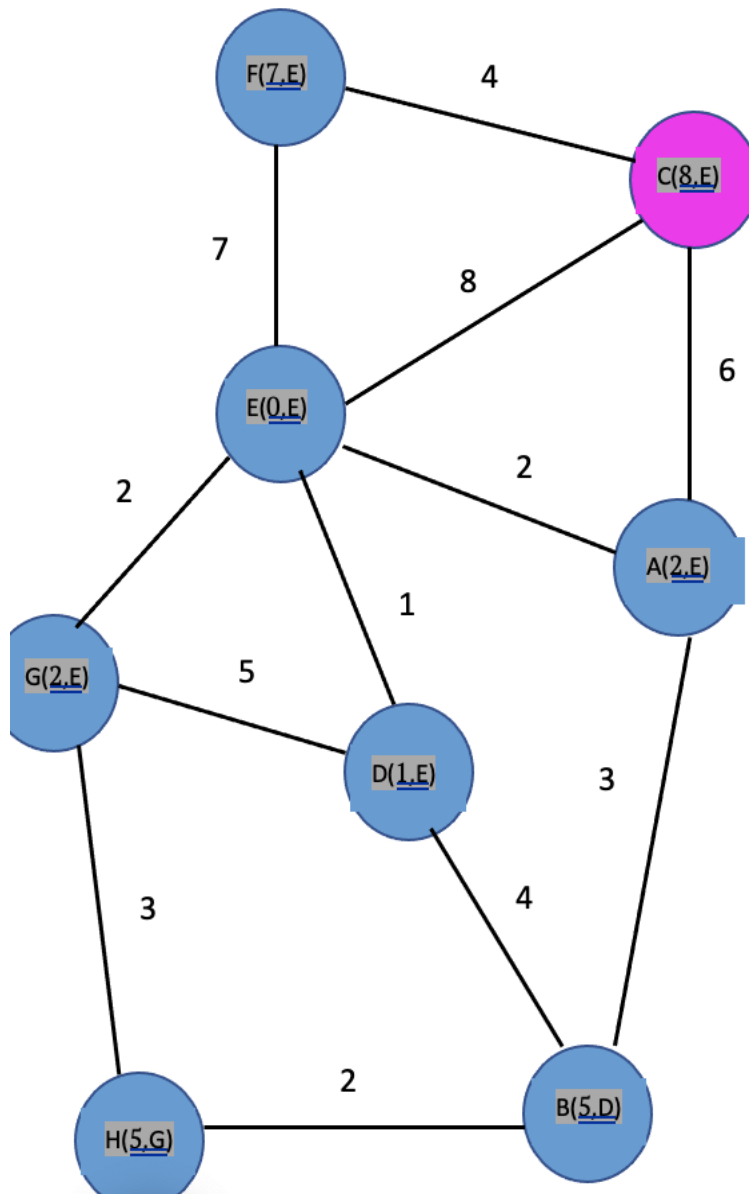 F(7,E)
4
C(8,E)
7
8
E(0,E)
6
2
2
A(2,E)
1
G(2,E)
5
D(1,E)
3
3
4
2
B(5,D)
H(5,G)